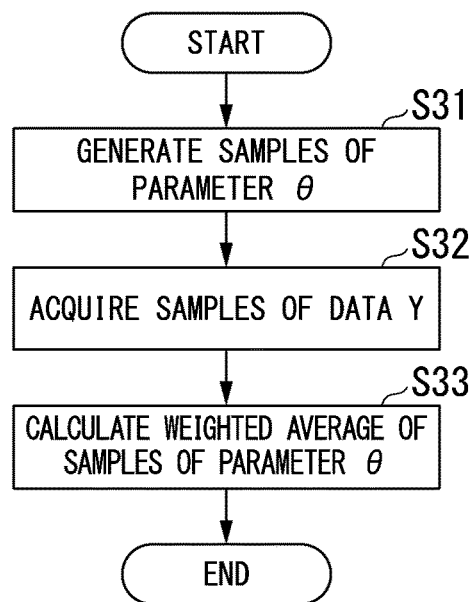 START
S31
GENERATE SAMPLES OF
PARAMETER θ
S32
ACQUIRE SAMPLES OF DATA Y
S33
CALCULATE WEIGHTED AVERAGE OF
SAMPLES OF PARAMETER θ
END